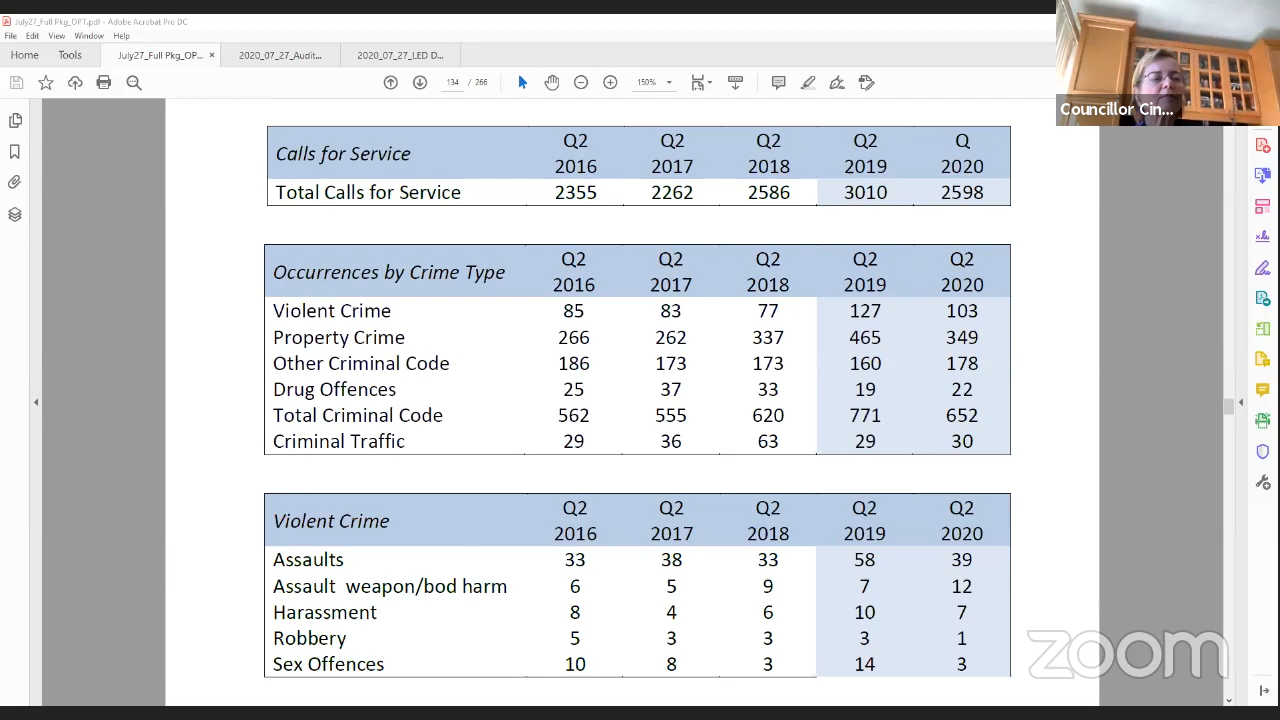 July27_Full Pkg_OPT.pdf - Adobe Acrobat Pro DC
File Edit View Window Help
Home Tools July27_Full Pkg_OP... × 2020_07_27_Audit... 2020_07_27_LED D...
134 / 266 150%
Councillor Cin...
Calls for Service Q2 2016 Q2 2017 Q2 2018 Q2 2019 Q 2020
Total Calls for Service 2355 2262 2586 3010 2598
Occurrences by Crime Type Q2 2016 Q2 2017 Q2 2018 Q2 2019 Q2 2020
Violent Crime 85 83 77 127 103
Property Crime 266 262 337 465 349
Other Criminal Code 186 173 173 160 178
Drug Offences 25 37 33 19 22
Total Criminal Code 562 555 620 771 652
Criminal Traffic 29 36 63 29 30
Violent Crime Q2 2016 Q2 2017 Q2 2018 Q2 2019 Q2 2020
Assaults 33 38 33 58 39
Assault weapon/bod harm 6 5 9 7 12
Harassment 8 4 6 10 7
Robbery 5 3 3 3 1
Sex Offences 10 8 3 14 3
zoom